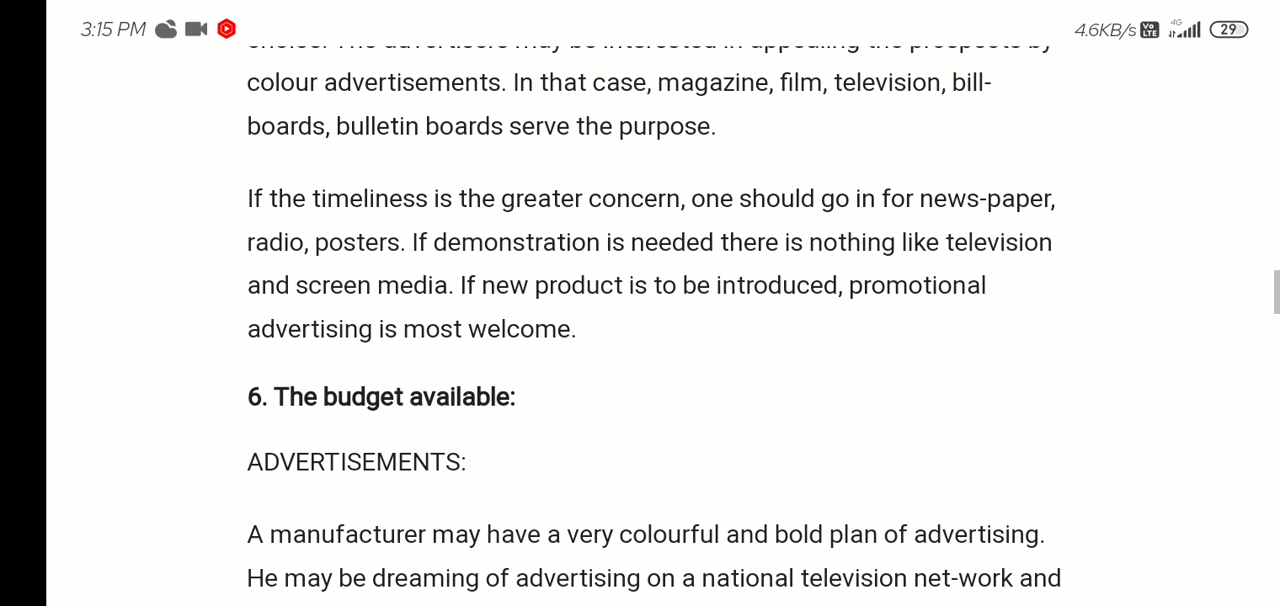 3:15 PM
4.6KB/s Vo LTE 4G 29
colour advertisements. In that case, magazine, film, television, bill-
boards, bulletin boards serve the purpose.
If the timeliness is the greater concern, one should go in for news-paper,
radio, posters. If demonstration is needed there is nothing like television
and screen media. If new product is to be introduced, promotional
advertising is most welcome.
6. The budget available:
ADVERTISEMENTS:
A manufacturer may have a very colourful and bold plan of advertising.
He may be dreaming of advertising on a national television net-work and